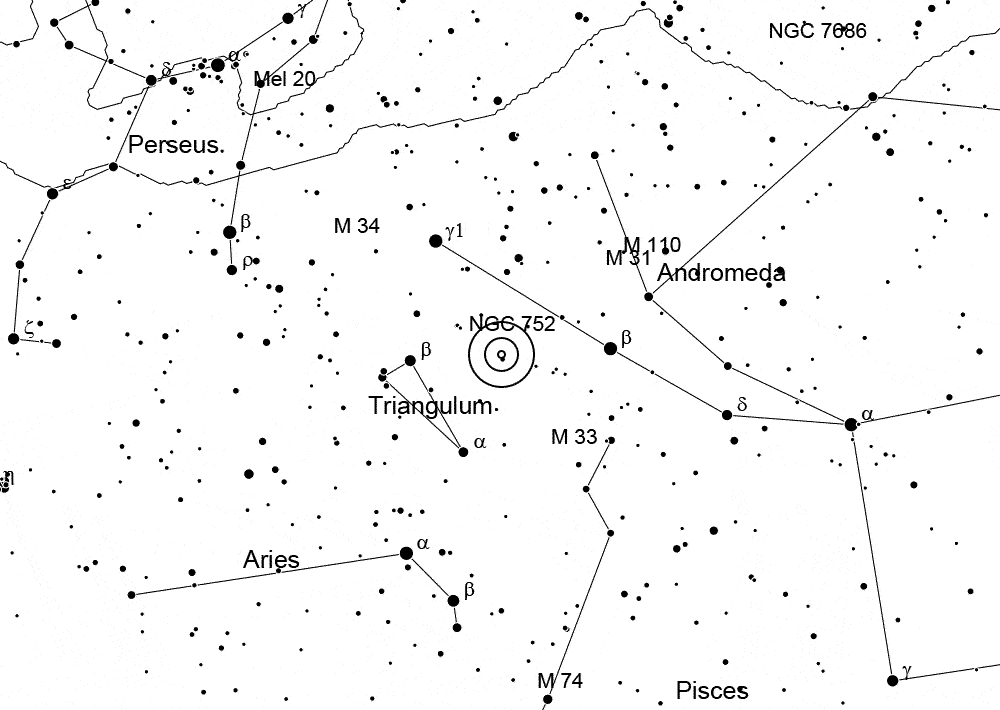 γ
NGC 7686
δ
α
Mel 20
Perseus
ε
β
M 34
γ1
M 110
M 31
ρ
Andromeda
ζ
NGC 752
β
β
Triangulum
δ
α
α
M 33
η
α
Aries
β
γ
M 74
Pisces